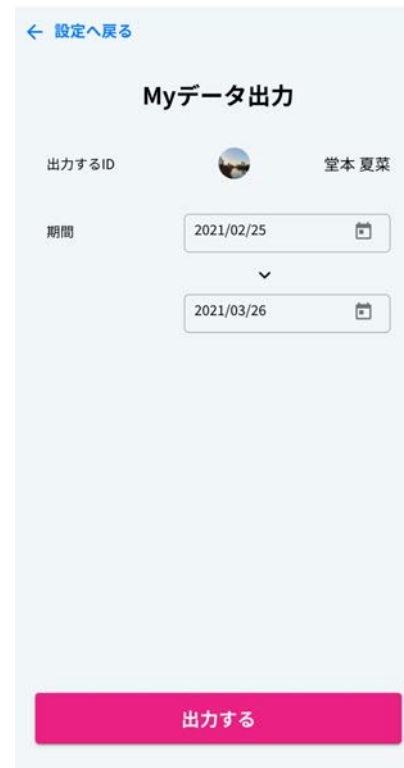 ← 設定へ戻る
Myデータ出力
出力するID 堂本 夏菜
期間 2021/02/25
2021/03/26
出力する